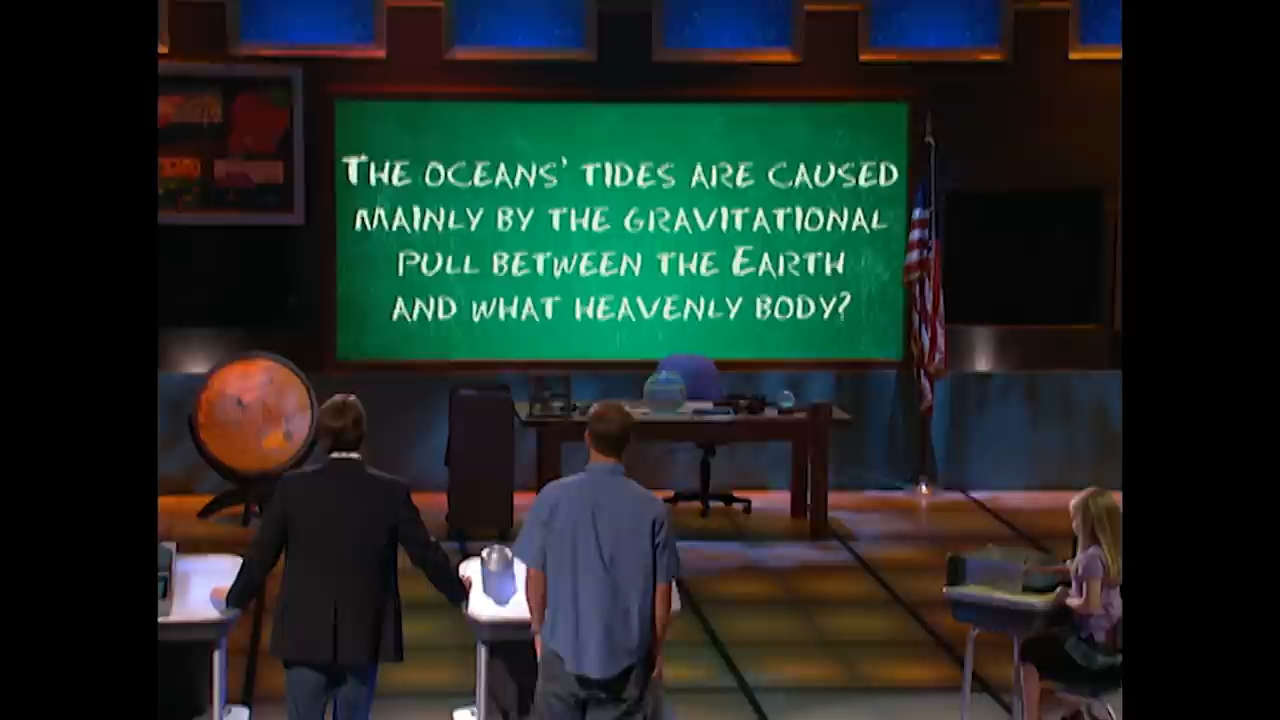 THE OCEANS' TIDES ARE CAUSED
MAINLY BY THE GRAVITATIONAL
PULL BETWEEN THE EARTH
AND WHAT HEAVENLY BODY?